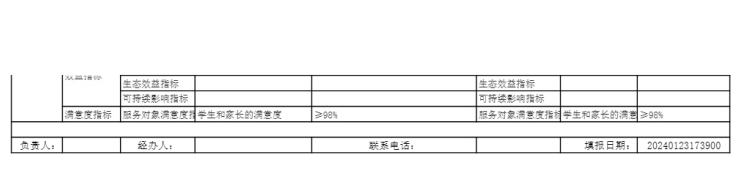 生态效益指标 生态效益指标
可持续影响指标 可持续影响指标
满意度指标 服务对象满意度指 学生和家长的满意度 ≥98% 服务对象满意度指标 学生和家长的满意 ≥98%
负责人： 经办人： 联系电话： 填报日期： 20240123173900